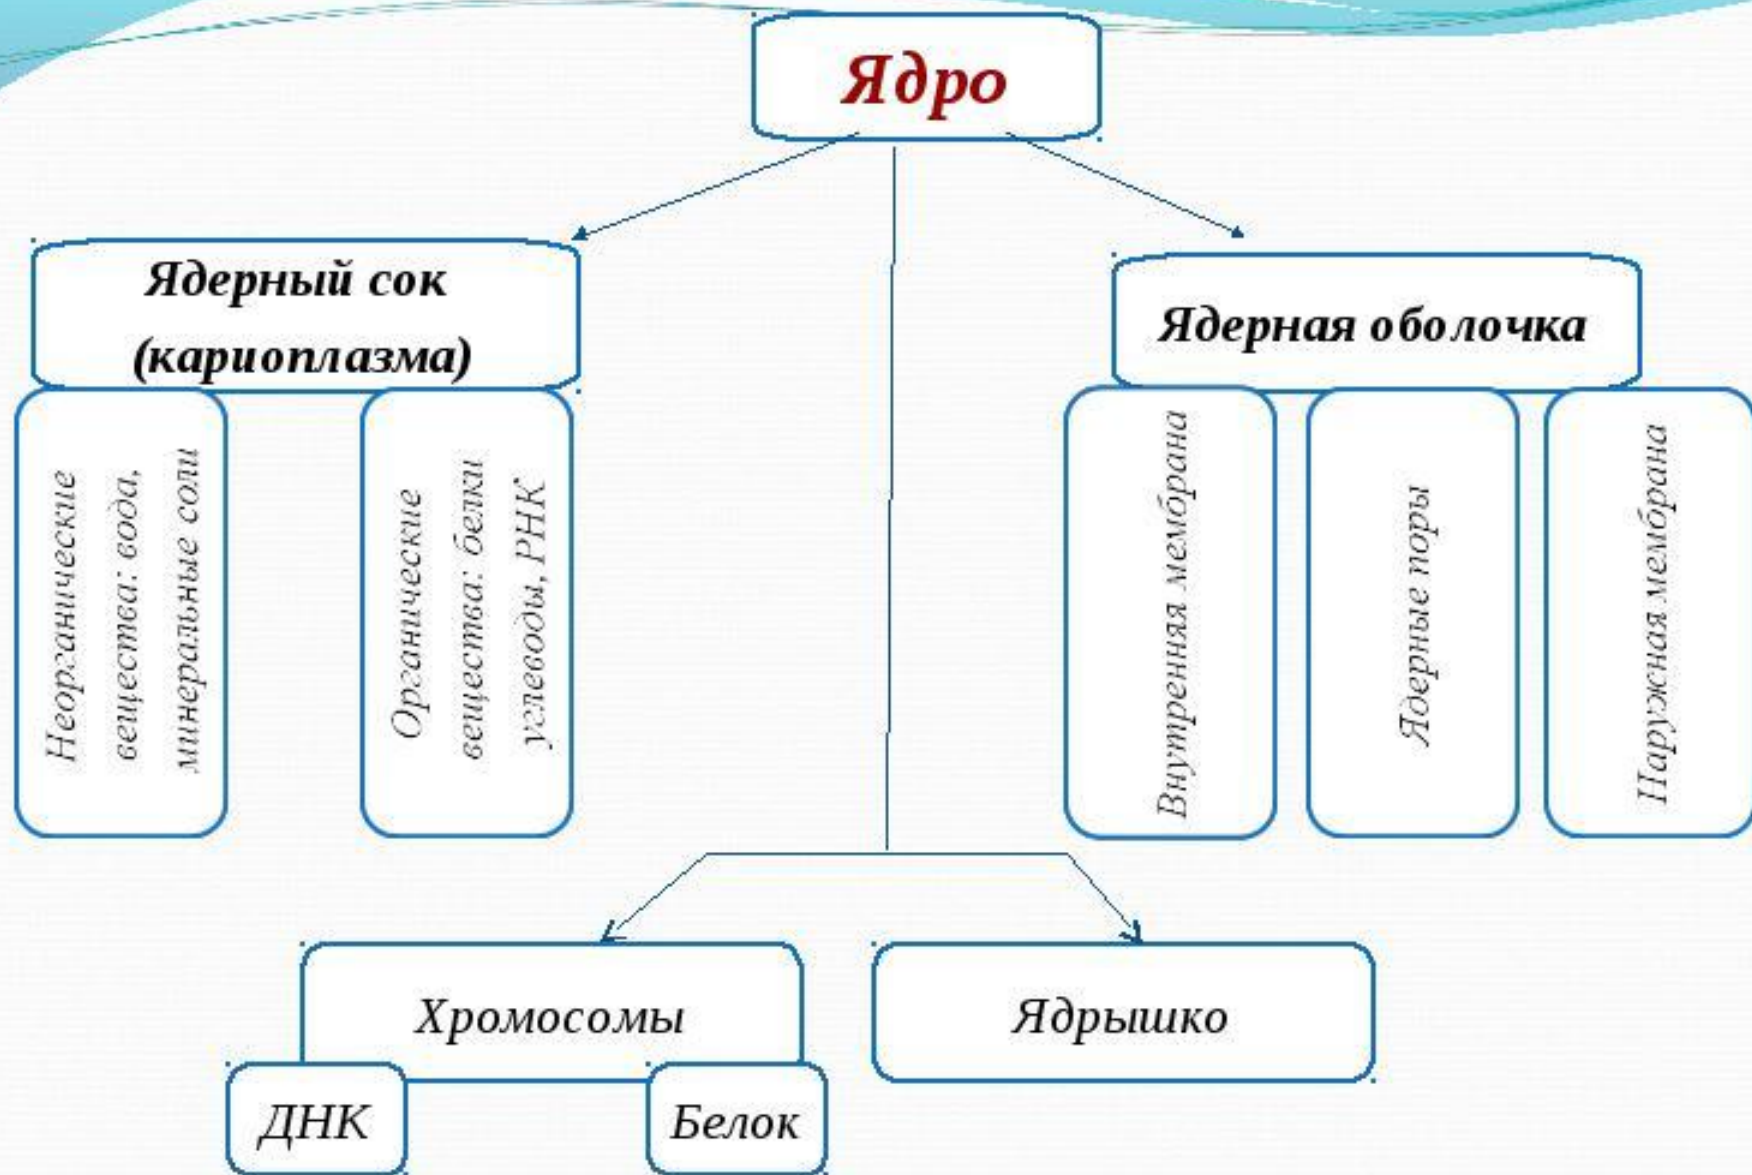 Ядро
Ядерный сок
(кариоплазма)
Неорганические
вещества: вода,
минеральные соли
Органические
вещества: белки
углеводы, РНК
Ядерная оболочка
Внутренняя мембрана
Ядерные поры
Наружная мембрана
Хромосомы
ДНК
Белок
Ядрышко